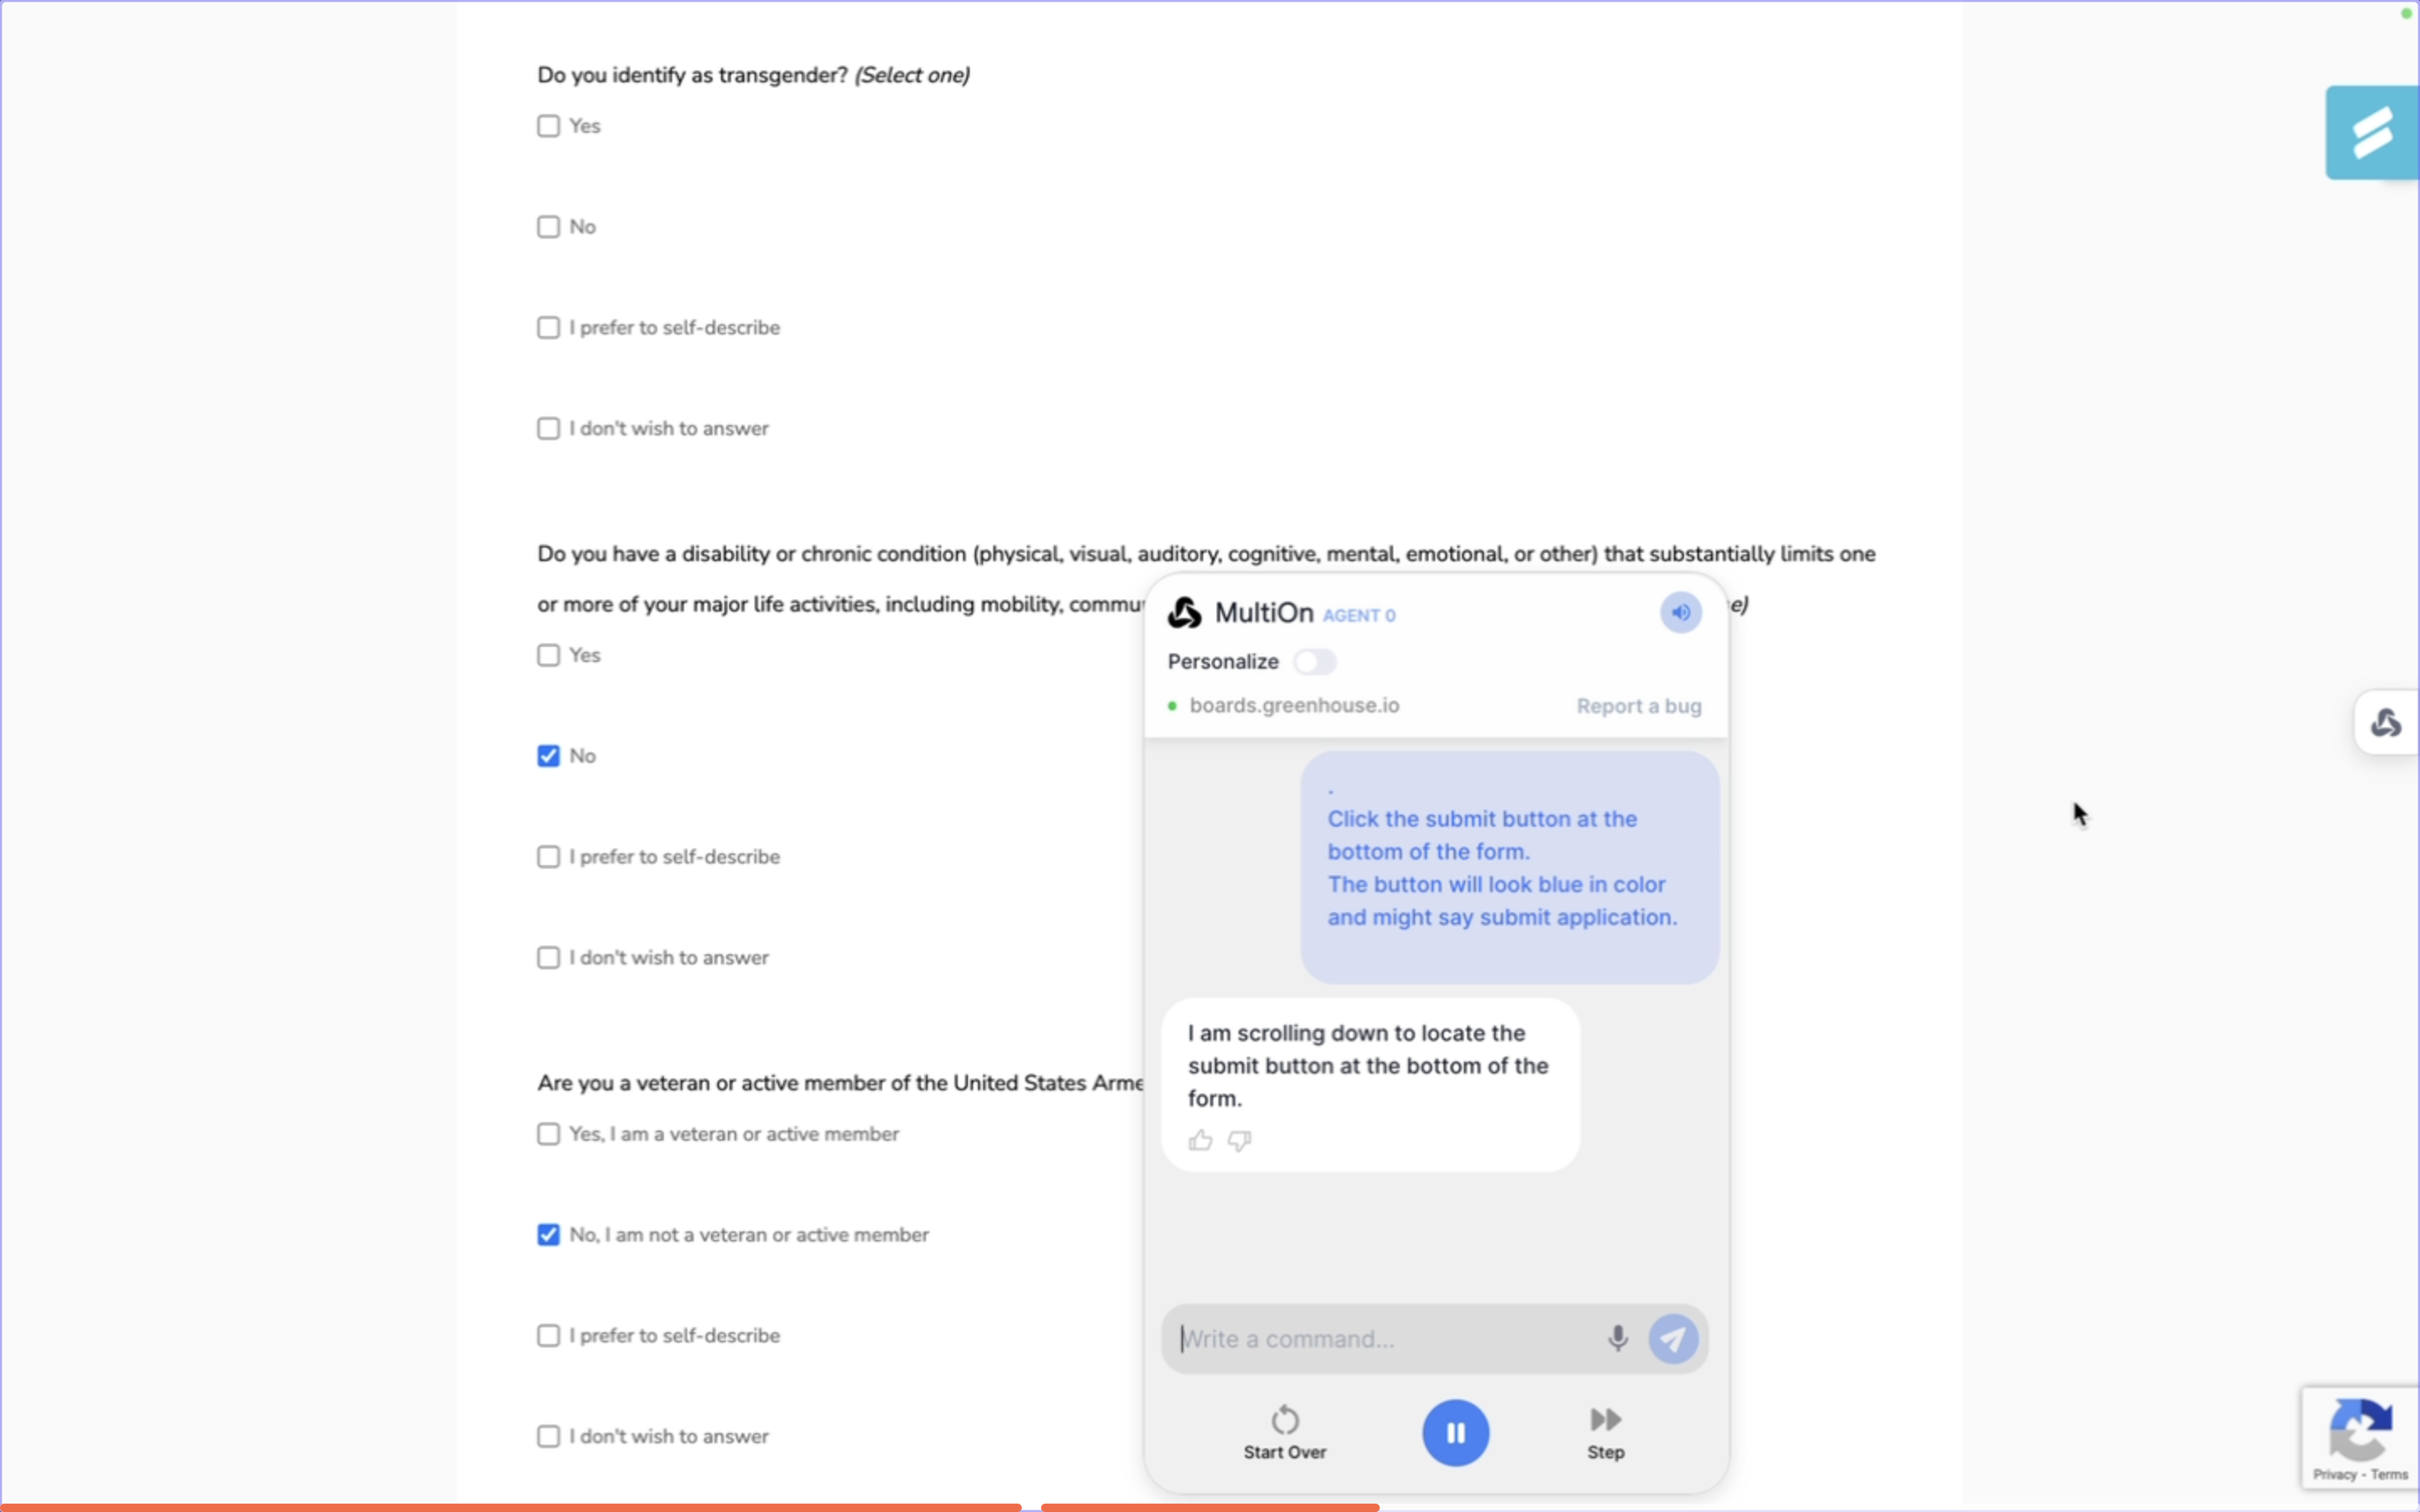 Do you identify as transgender? (Select one)
Yes
No
I prefer to self-describe
I don't wish to answer
Do you have a disability or chronic condition (physical, visual, auditory, cognitive, mental, emotional, or other) that substantially limits one
or more of your major life activities, including mobility,
Yes
No
I prefer to self-describe
I don't wish to answer
Are you a veteran or active member of the United States
Yes, I am a veteran or active member
No, I am not a veteran or active member
I prefer to self-describe
I don't wish to answer
MultiOn AGENT 0
Personalize
boards.greenhouse.io Report a bug
.
Click the submit button at the
bottom of the form.
The button will look blue in color
and might say submit application.
I am scrolling down to locate the
submit button at the bottom of the
form.
Write a command...
Start Over
Step
Privacy - Terms